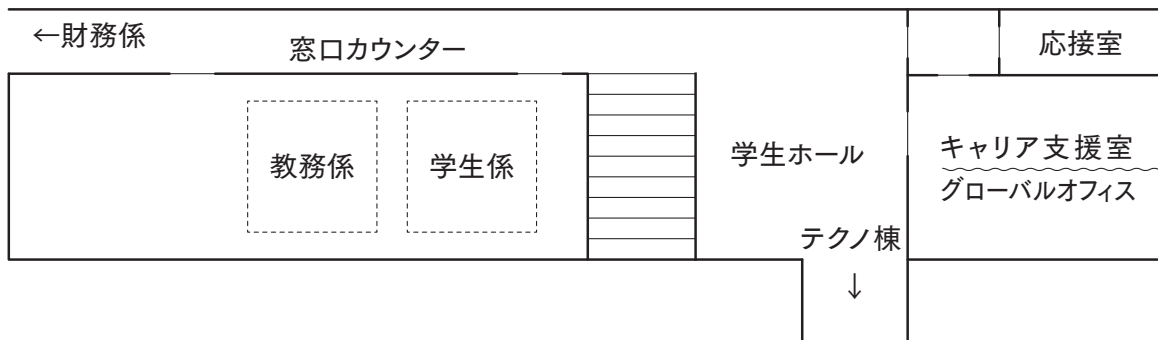 ←財務係
窓口カウンター
応接室
教務係
学生係
学生ホール
キャリア支援室
グローバルオフィス
テクノ棟
↓